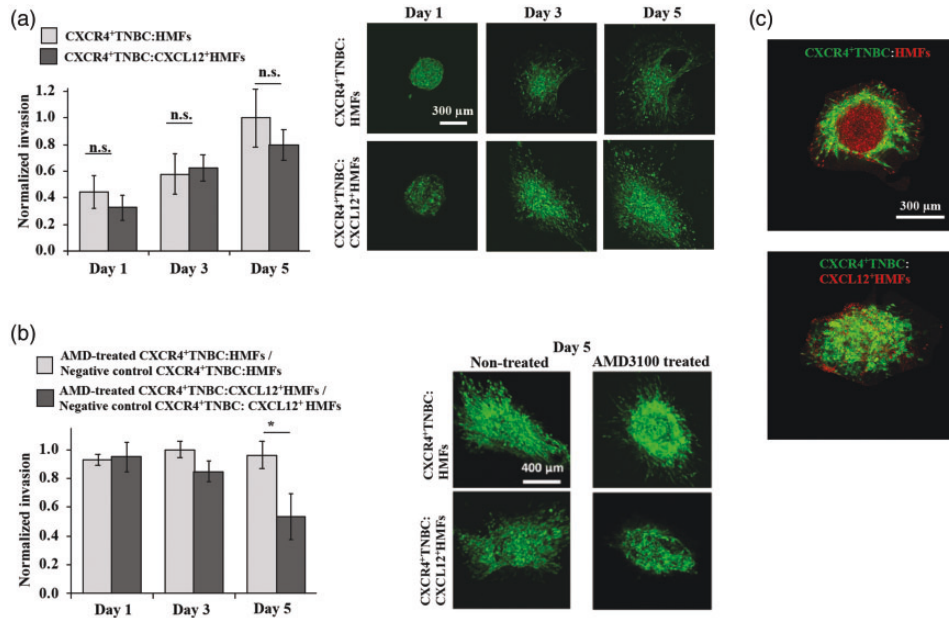 (a)
CXCR4⁺TNBC:HMFs
CXCR4⁺TNBC:CXCL12⁺HMFs
Normalized invasion
1.2
1.0
0.8
0.6
0.4
0.2
0.0
n.s.
n.s.
n.s.
Day 1
Day 3
Day 5
Day 1
Day 3
Day 5
CXCR4⁺TNBC:
HMFs
300 µm
CXCR4⁺TNBC:
CXCL12⁺HMFs
(b)
AMD-treated CXCR4⁺TNBC:HMFs /
Negative control CXCR4⁺TNBC:HMFs
AMD-treated CXCR4⁺TNBC:CXCL12⁺HMFs /
Negative control CXCR4⁺TNBC: CXCL12⁺ HMFs
Normalized invasion
1.0
0.8
0.6
0.4
0.2
0.0
*
Day 1
Day 3
Day 5
Day 5
Non-treated
AMD3100 treated
CXCR4⁺TNBC:
HMFs
400 µm
CXCR4⁺TNBC:
CXCL12⁺HMFs
(c)
CXCR4⁺TNBC:HMFs
300 µm
CXCR4⁺TNBC:
CXCL12⁺HMFs